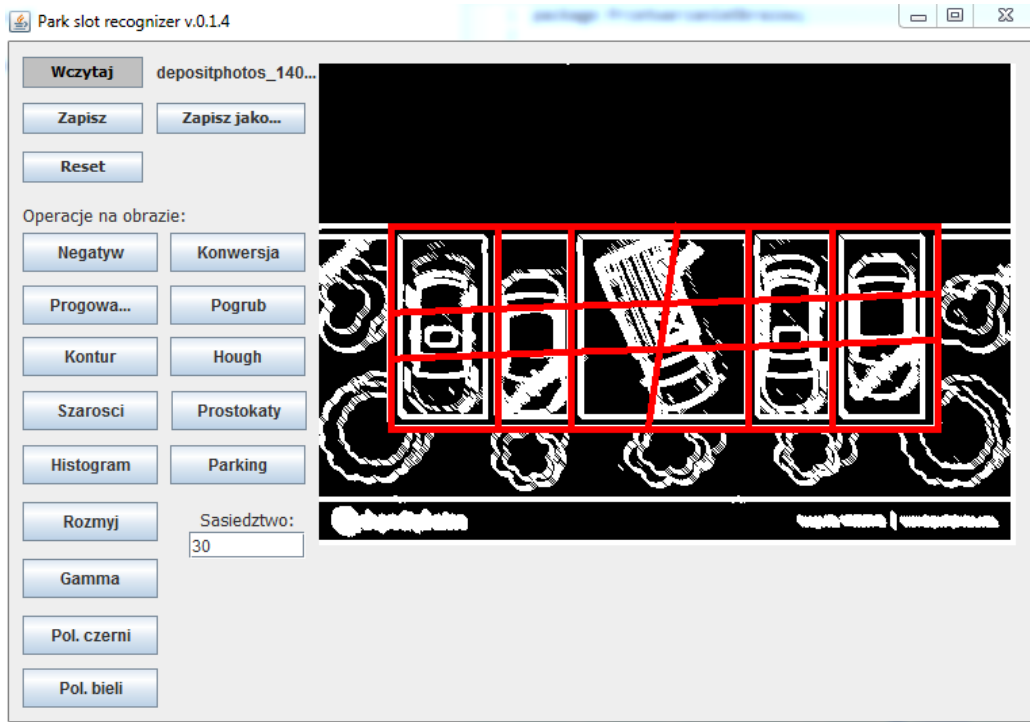 Park slot recognizer v.0.1.4
Wczytaj depositphotos_140...
Zapisz Zapisz jako...
Reset
Operacje na obrazie:
Negatyw Konwersja
Progowa... Pogrub
Kontur Hough
Szarosci Prostokaty
Histogram Parking
Rozmyj Sasiedztwo:
30
Gamma
Pol. czerni
Pol. bieli